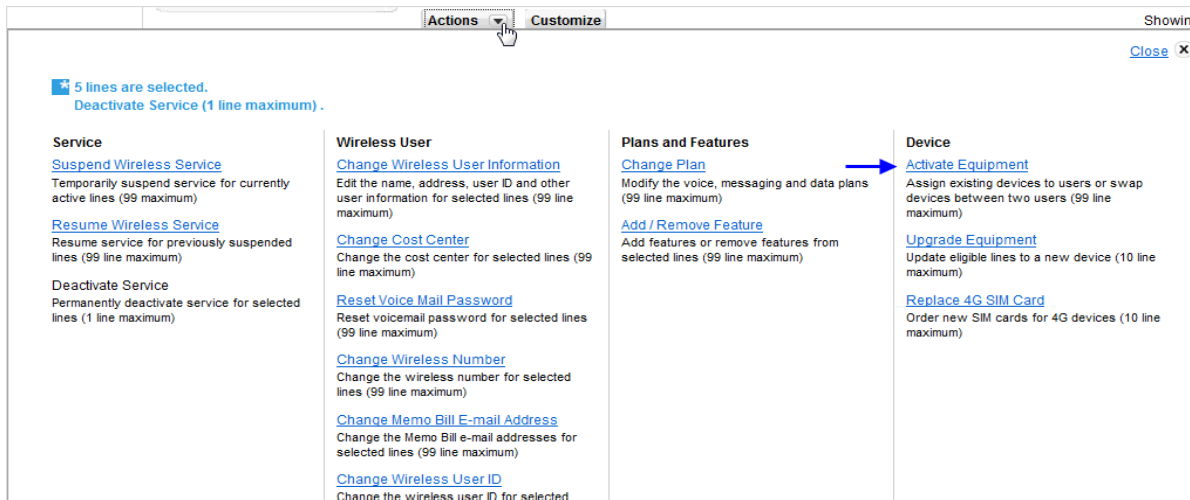 Actions Customize Showin
Close
5 lines are selected.
Deactivate Service (1 line maximum) .
Service
Suspend Wireless Service
Temporarily suspend service for currently
active lines (99 maximum)
Resume Wireless Service
Resume service for previously suspended
lines (99 maximum)
Deactivate Service
Permanently deactivate service for selected
lines (1 line maximum)
Wireless User
Change Wireless User Information
Edit the name, address, user ID and other
user information for selected lines (99 line
maximum)
Change Cost Center
Change the cost center for selected lines (99
line maximum)
Reset Voice Mail Password
Reset voicemail password for selected lines
(99 line maximum)
Change Wireless Number
Change the wireless number for selected
lines (99 line maximum)
Change Memo Bill E-mail Address
Change the Memo Bill e-mail addresses for
selected lines (99 line maximum)
Change Wireless User ID
Change the wireless user ID for selected
Plans and Features
Change Plan
Modify the voice, messaging and data plans
(99 line maximum)
Add / Remove Feature
Add features or remove features from
selected lines (99 line maximum)
Device
Activate Equipment
Assign existing devices to users or swap
devices between two users (99 line
maximum)
Upgrade Equipment
Update eligible lines to a new device (10 line
maximum)
Replace 4G SIM Card
Order new SIM cards for 4G devices (10 line
maximum)